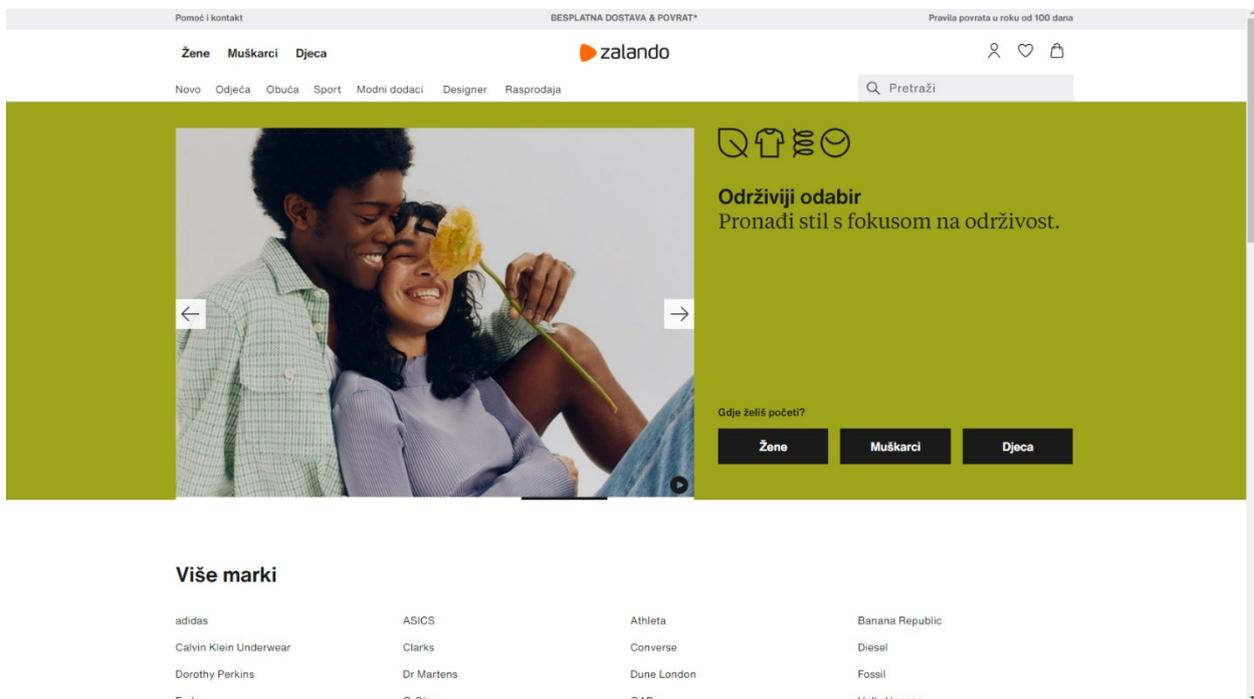 Pomoć i kontakt
BESPLATNA DOSTAVA & POVRAT*
Pravila povrata u roku od 100 dana
Žene Muškarci Djeca
zalando
Novo Odjeća Obuća Sport Modni dodaci Designer Rasprodaja
Pretraži
Održiviji odabir
Pronađi stil s fokusom na održivost.
Gdje želiš početi?
Žene Muškarci Djeca
Više marki
adidas ASICS Athleta Banana Republic
Calvin Klein Underwear Clarks Converse Diesel
Dorothy Perkins Dr Martens Dune London Fossil